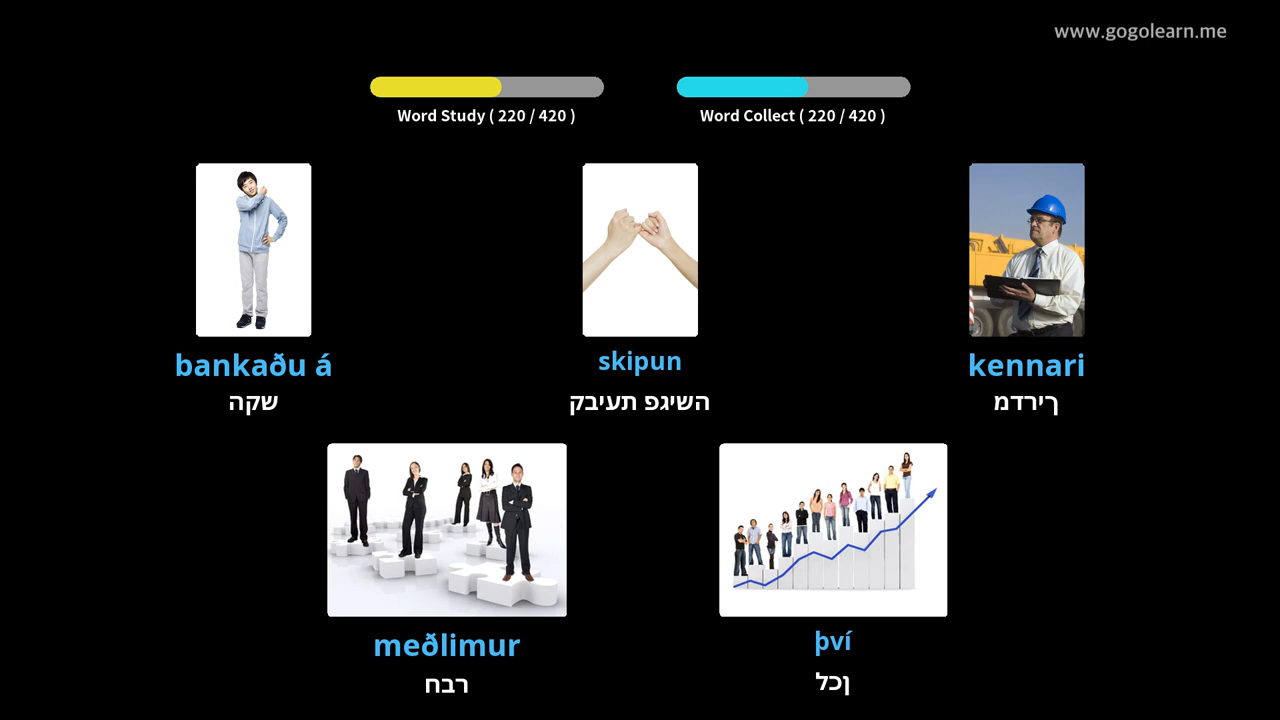 www.gogolearn.me
Word Study ( 220 / 420 )
Word Collect ( 220 / 420 )
bankaðu á
הקש
skipun
קביעת פגישה
kennari
מדריך
meðlimur
חבר
því
לכן